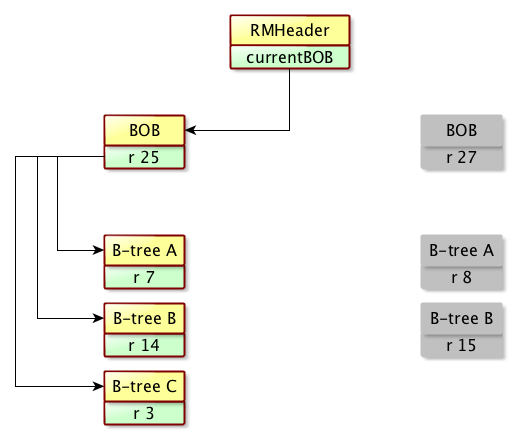 RMHeader
currentBOB
BOB
r 25
BOB
r 27
B-tree A
r 7
B-tree A
r 8
B-tree B
r 14
B-tree B
r 15
B-tree C
r 3